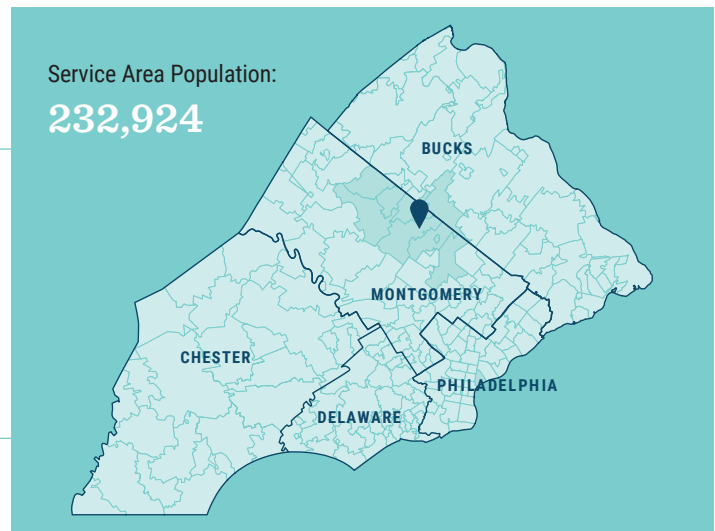 Service Area Population:
232,924
BUCKS
MONTGOMERY
CHESTER
PHILADELPHIA
DELAWARE